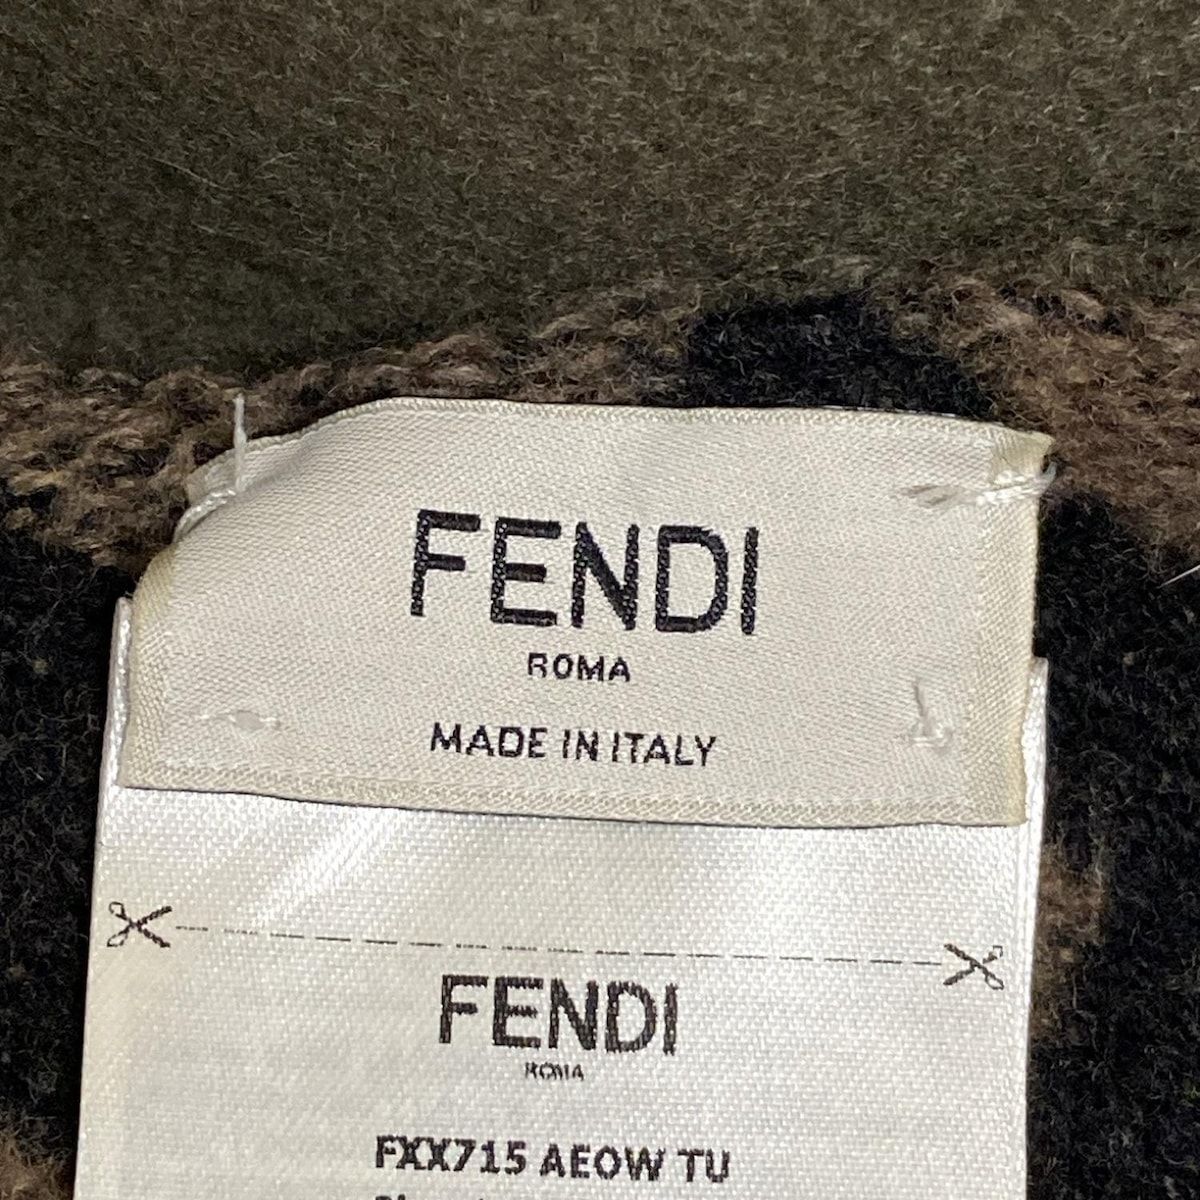 FENDI
ROMA
MADE IN ITALY
FENDI
ROMA
FXX715 AEOW TU